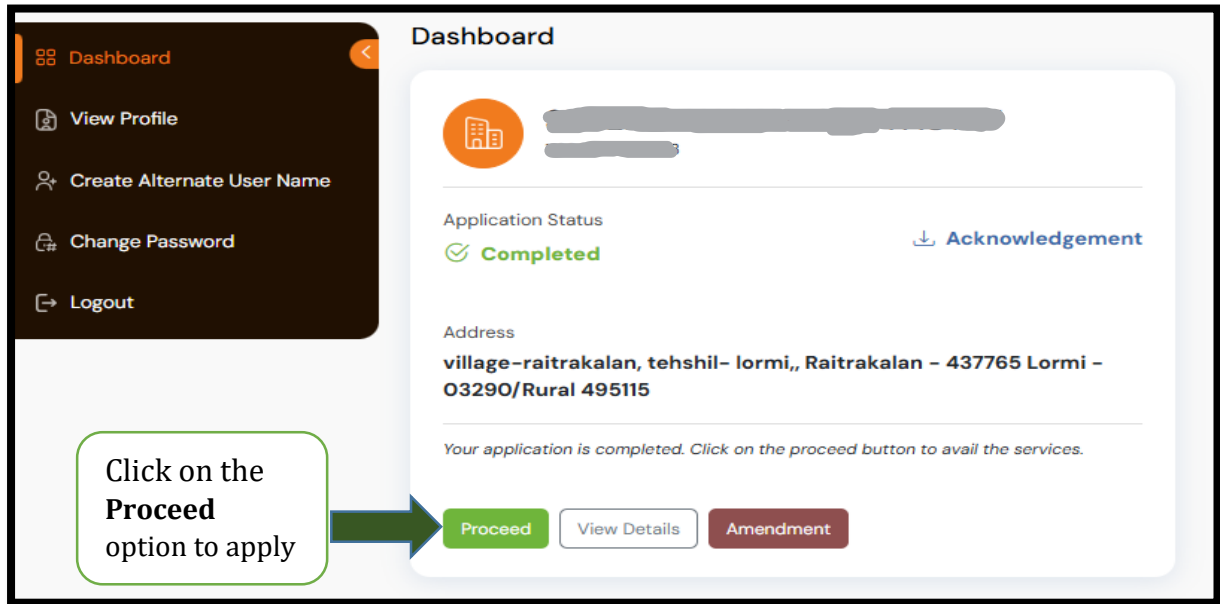 Dashboard
View Profile
Create Alternate User Name
Change Password
Logout
Dashboard
Application Status
Completed
Acknowledgement
Address
village-raitrakalan, tehshil- lormi,, Raitrakalan - 437765 Lormi -
03290/Rural 495115
Your application is completed. Click on the proceed button to avail the services.
Click on the
Proceed
option to apply
Proceed
View Details
Amendment